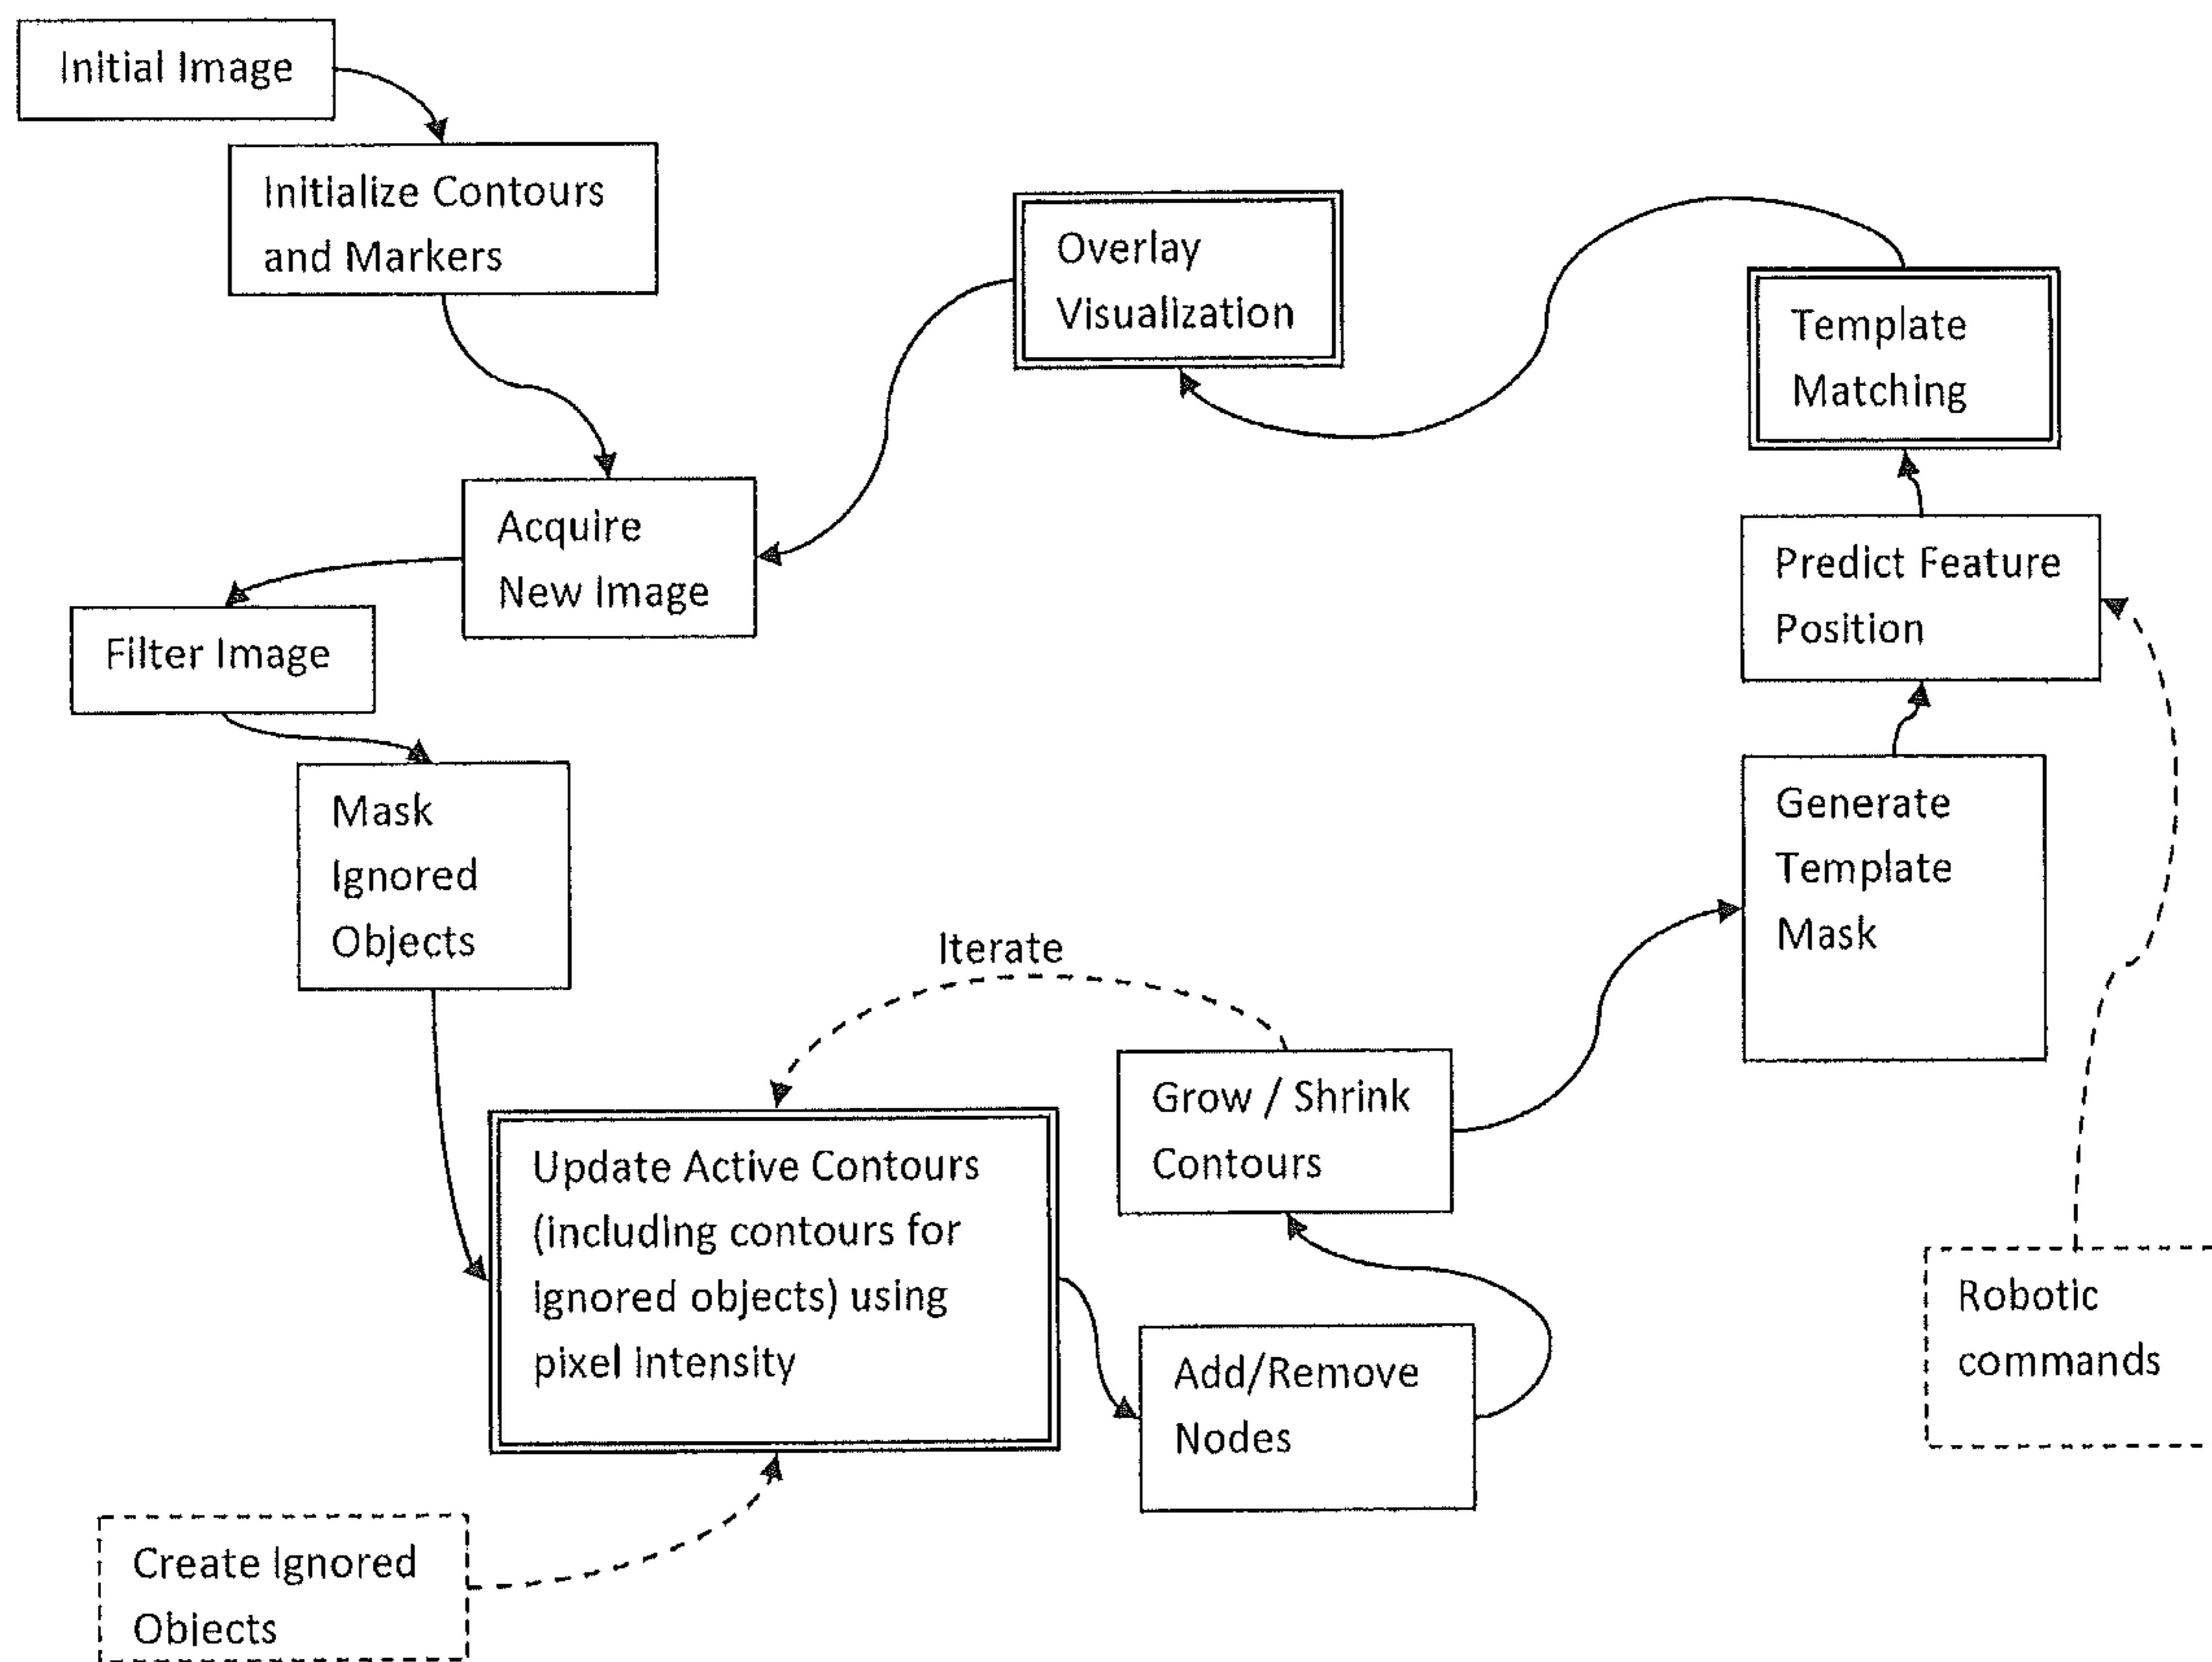 Initial Image
Initialize Contours
and Markers
Overlay
Visualization
Template
Matching
Acquire
New Image
Predict Feature
Position
Filter Image
Mask
Ignored
Objects
Generate
Template
Mask
Iterate
Grow / Shrink
Contours
Update Active Contours
(including contours for
ignored objects) using
pixel intensity
Add/Remove
Nodes
Robotic
commands
Create Ignored
Objects